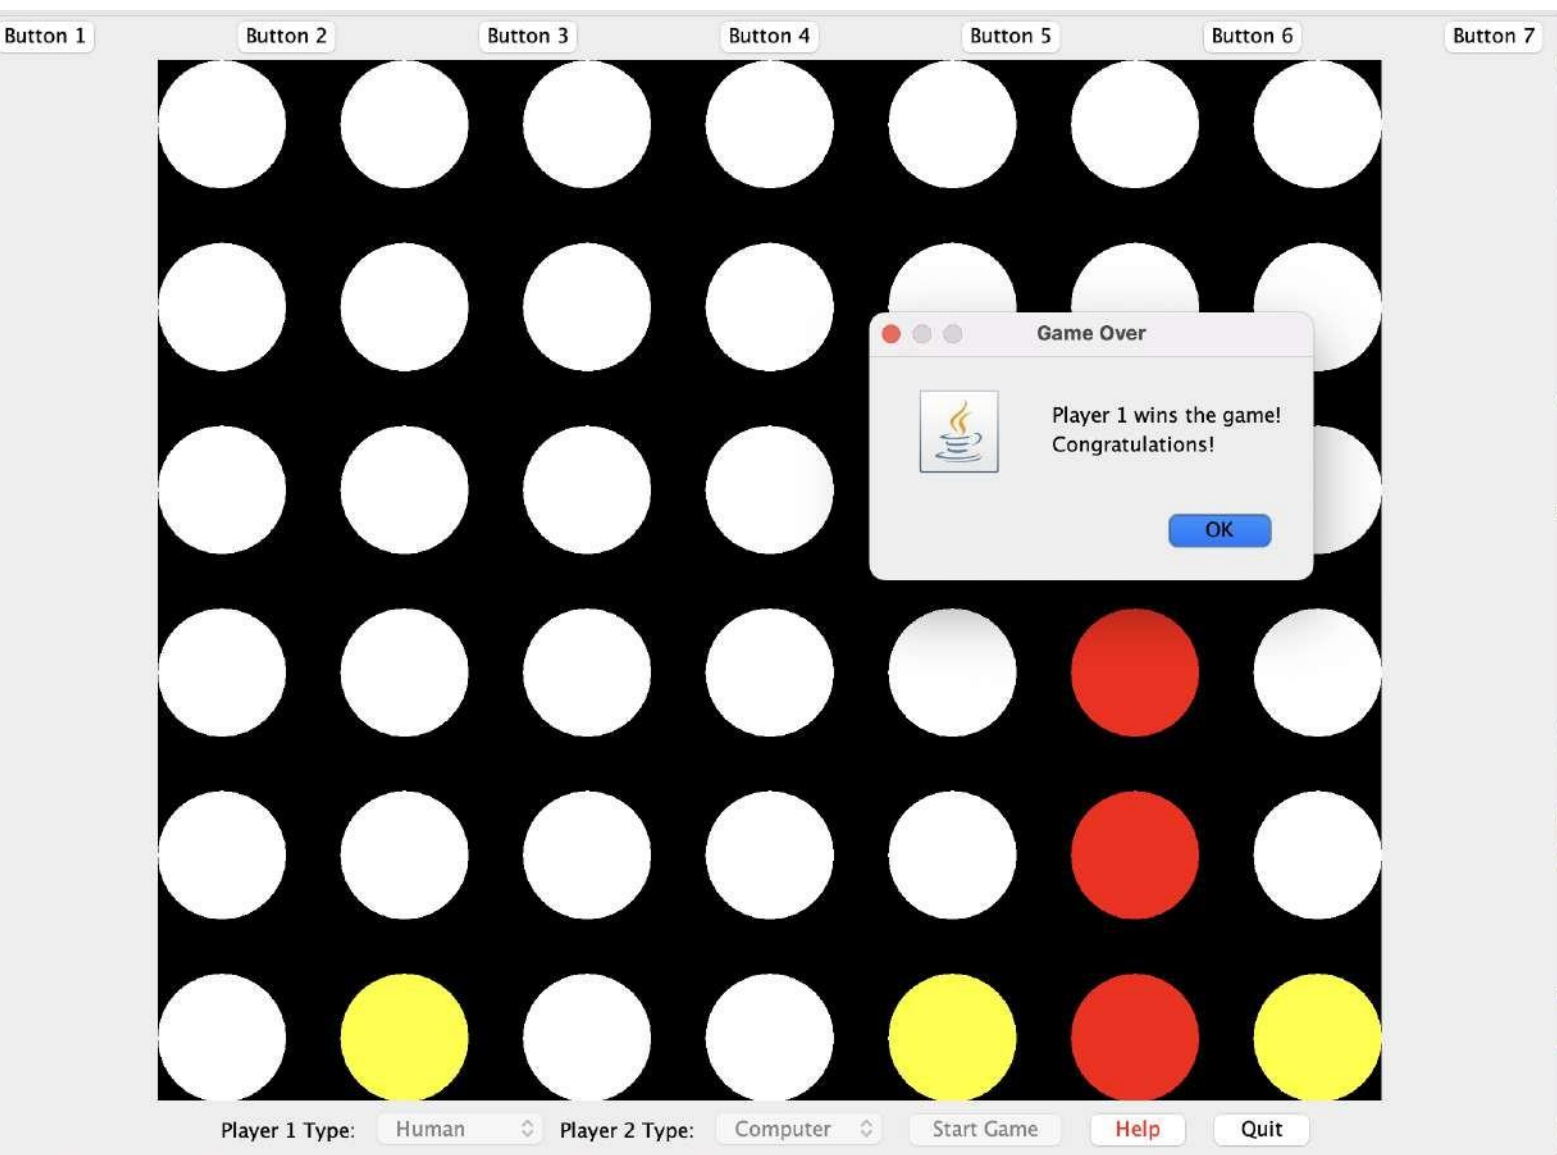 Button 1
Button 2
Button 3
Button 4
Button 5
Button 6
Button 7
Game Over
Player 1 wins the game!
Congratulations!
OK
Player 1 Type:
Human
Player 2 Type:
Computer
Start Game
Help
Quit